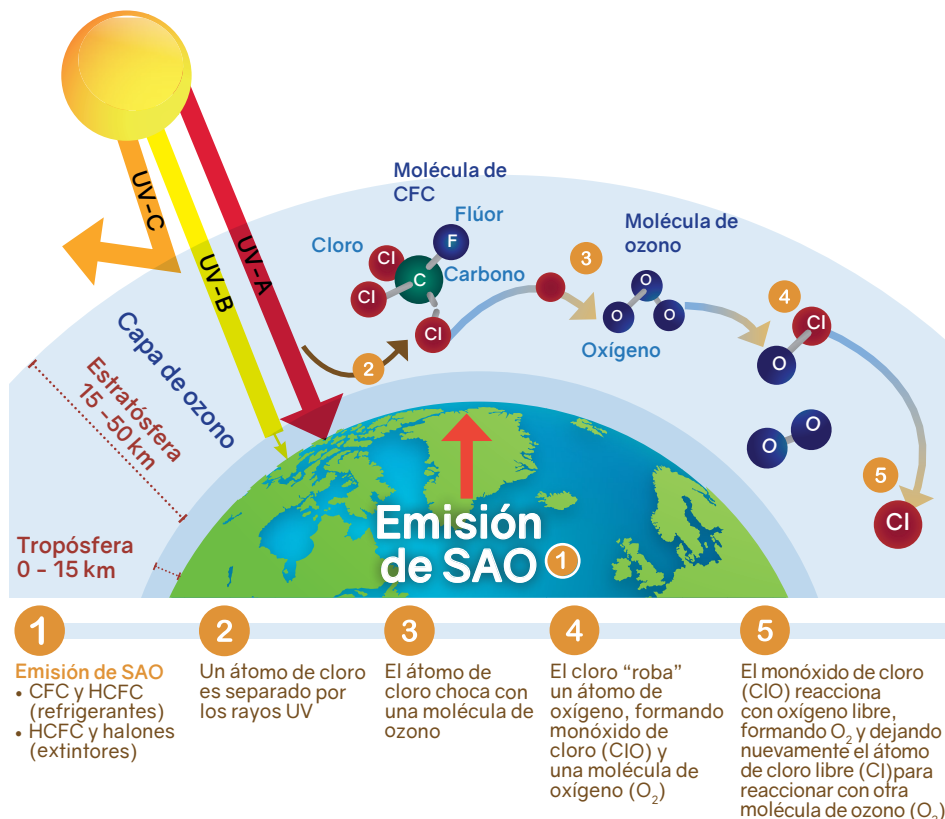 UV-C
UV-B
UV-A
Molécula de
CFC
Flúor
Cloro
F
Cl
C
Carbono
Cl
Cl
2
3
Molécula de
ozono
O
O
O
Oxígeno
4
Cl
O
O
O
5
Cl
Capa de ozono
Estratósfera
15 -50 km
Tropósfera
0 - 15 km
Emisión
de SAO 1
1
Emisión de SAO
• CFC y HCFC
(refrigerantes)
• HCFC y halones
(extintores)
2
Un átomo de cloro
es separado por
los rayos UV
3
El átomo de
cloro choca con
una molécula de
ozono
4
El cloro “roba”
un átomo de
oxígeno, formando
monóxido de
cloro (ClO) y
una molécula de
oxígeno (O₂)
5
El monóxido de cloro
(ClO) reacciona
con oxígeno libre,
formando O₂ y dejando
nuevamente el átomo
de cloro libre (Cl)para
reaccionar con otra
molécula de ozono (O₃)